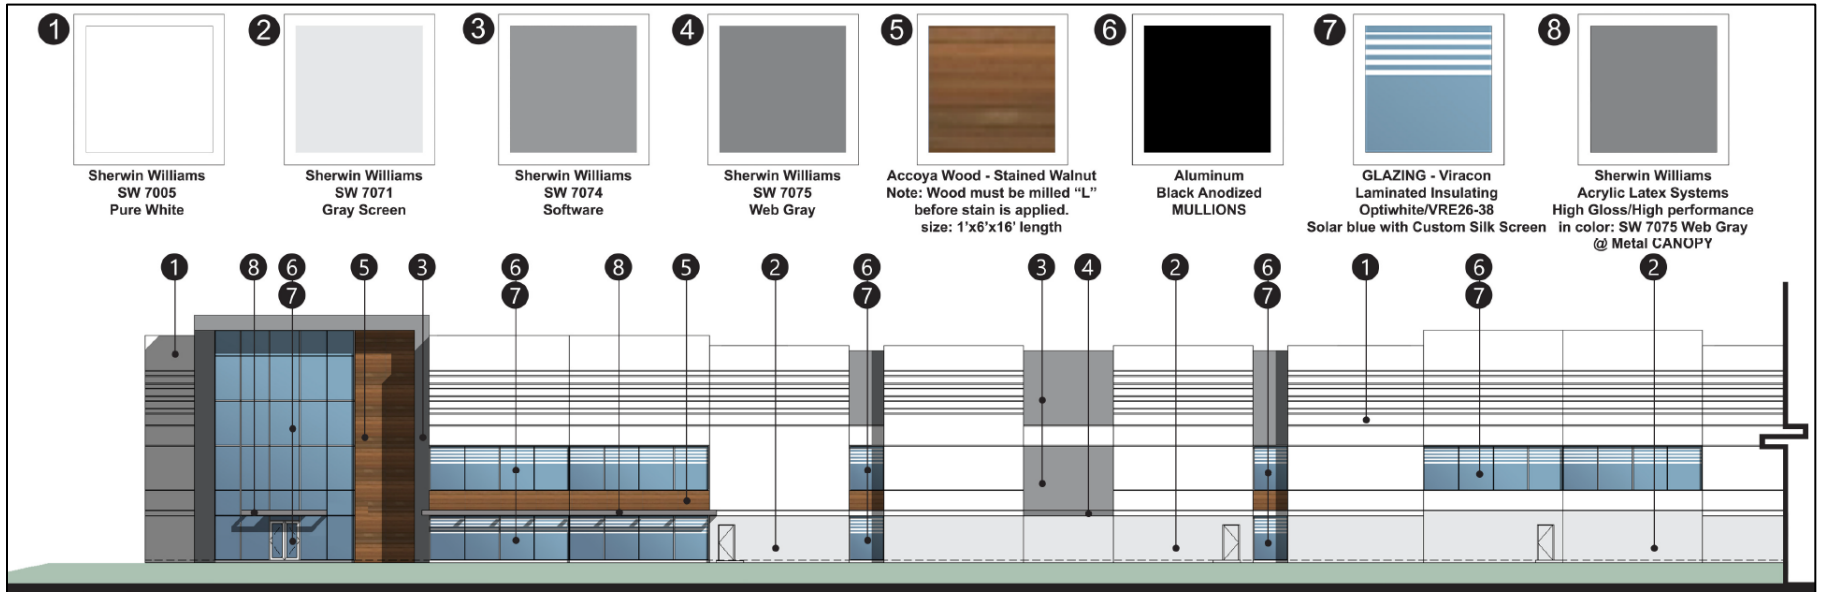 1 2 3 4 5 6 7 8
Sherwin Williams
SW 7005
Pure White
Sherwin Williams
SW 7071
Gray Screen
Sherwin Williams
SW 7074
Software
Sherwin Williams
SW 7075
Web Gray
Accoya Wood - Stained Walnut
Note: Wood must be milled “L”
before stain is applied.
size: 1'x6'x16' length
Aluminum
Black Anodized
MULLIONS
GLAZING - Viracon
Laminated Insulating
Optiwhite/VRE26-38
Solar blue with Custom Silk Screen
Sherwin Williams
Acrylic Latex Systems
High Gloss/High performance
in color: SW 7075 Web Gray
@ Metal CANOPY
1 8 6 5 3 6 8 5 2 6 3 4 2 6 1 6 2
7 7 7 7 7